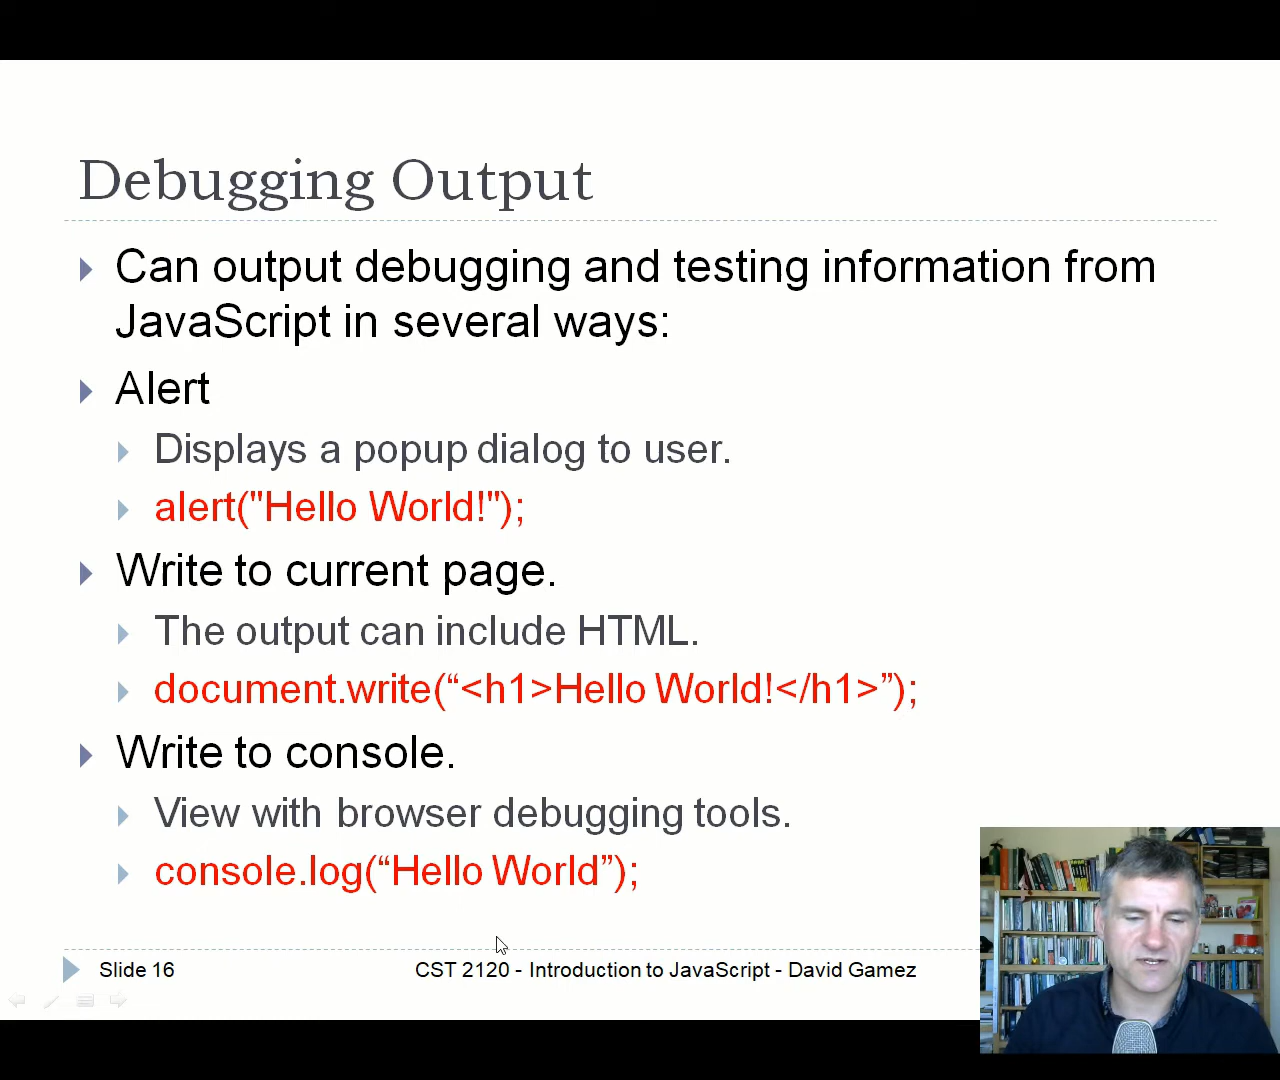 Debugging Output
Can output debugging and testing information from
JavaScript in several ways:
Alert
Displays a popup dialog to user.
alert("Hello World!");
Write to current page.
The output can include HTML.
document.write(“<h1>Hello World!</h1>”);
Write to console.
View with browser debugging tools.
console.log(“Hello World”);
Slide 16
CST 2120 - Introduction to JavaScript - David Gamez